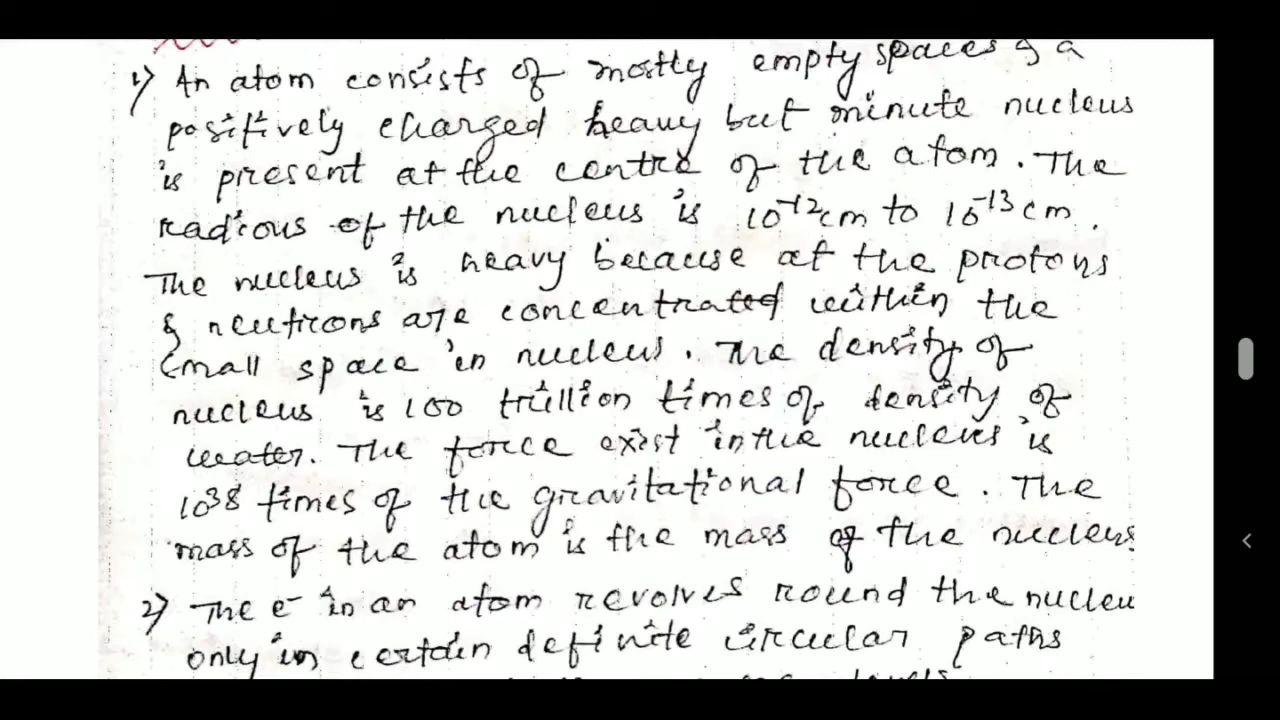 1) An atom consists of mostly empty spaces & a
positively charged heavy but minute nucleus
is present at the centre of the atom. The
radious of the nucleus is 10⁻¹²cm to 10⁻¹³cm.
The nucleus is heavy because at the protons
& neutrons are concentrated within the
small space in nucleus. The density of
nucleus is 100 trillion times of density of
water. The force exist in the nucleus is
10³⁸ times of the gravitational force. The
mass of the atom is the mass of the nucleus
2) The e⁻ in an atom revolves round the nucleu
only in certain definite circular paths
levels